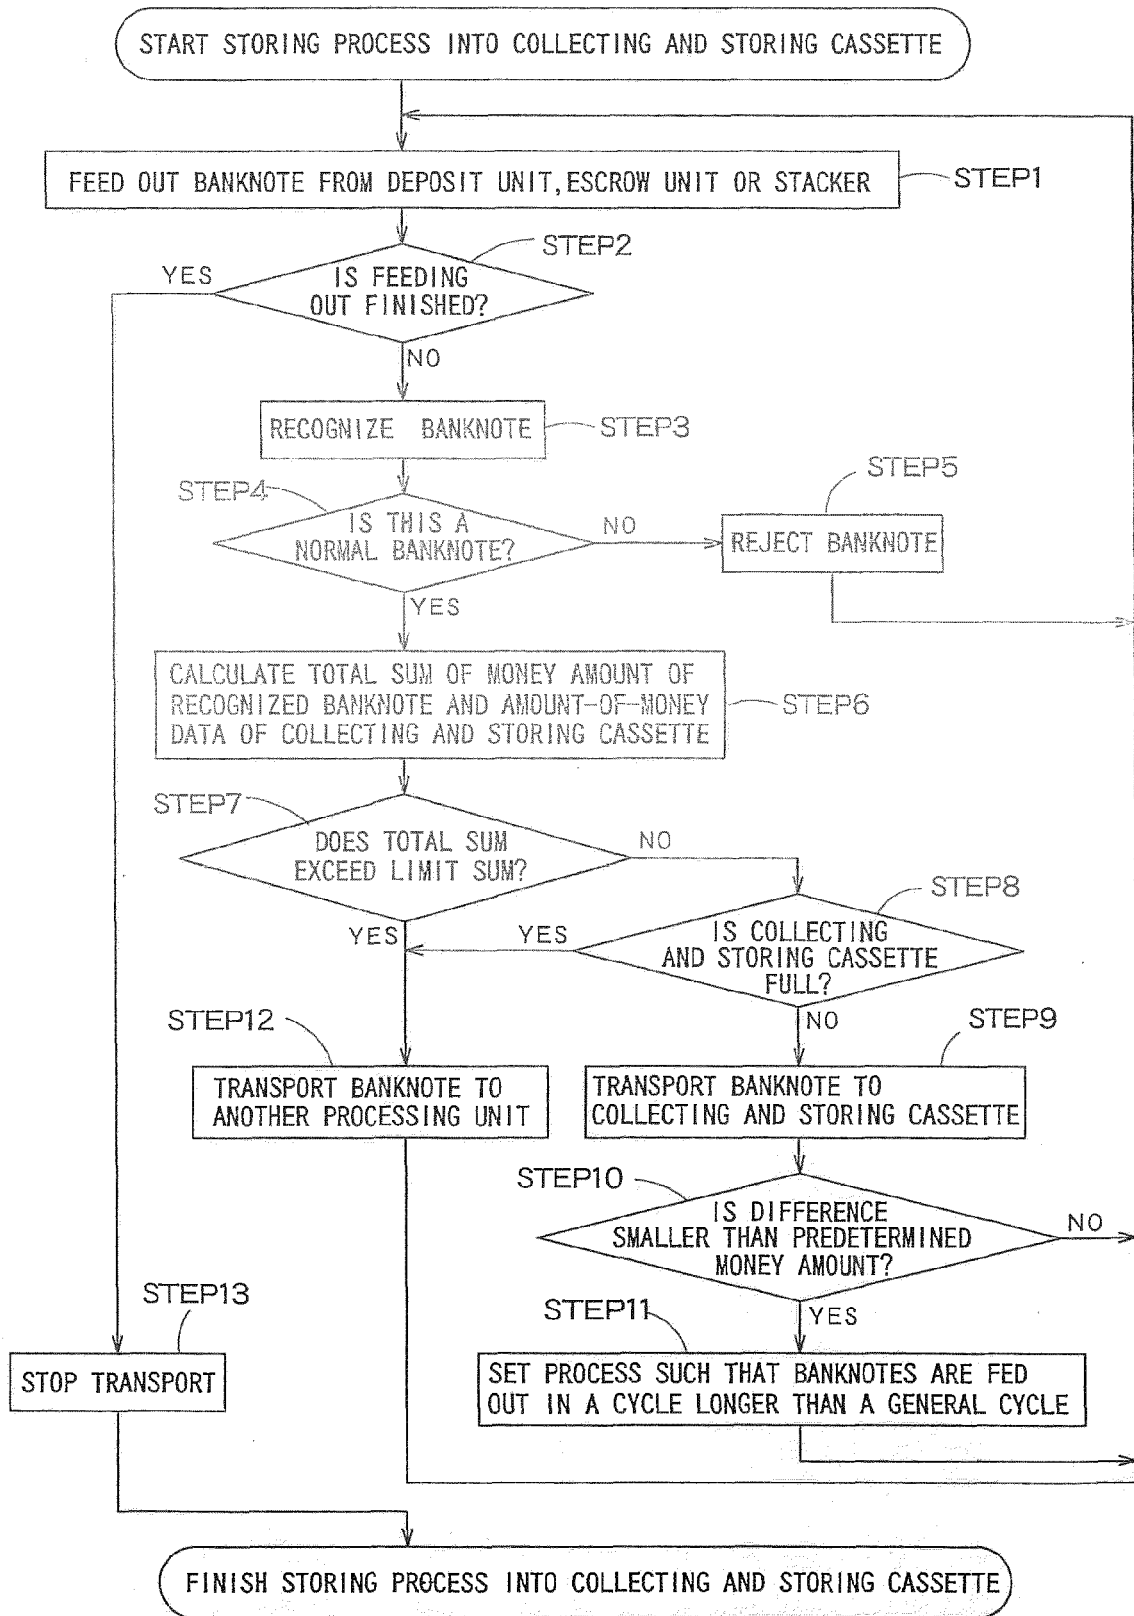 START STORING PROCESS INTO COLLECTING AND STORING CASSETTE
FEED OUT BANKNOTE FROM DEPOSIT UNIT, ESCROW UNIT OR STACKER
STEP1
STEP2
YES
IS FEEDING
OUT FINISHED?
NO
RECOGNIZE BANKNOTE
STEP3
STEP4
IS THIS A
NORMAL BANKNOTE?
NO
STEP5
REJECT BANKNOTE
YES
CALCULATE TOTAL SUM OF MONEY AMOUNT OF
RECOGNIZED BANKNOTE AND AMOUNT-OF-MONEY
DATA OF COLLECTING AND STORING CASSETTE
STEP6
STEP7
DOES TOTAL SUM
EXCEED LIMIT SUM?
NO
STEP8
YES
YES
IS COLLECTING
AND STORING CASSETTE
FULL?
NO
STEP12
STEP9
TRANSPORT BANKNOTE TO
ANOTHER PROCESSING UNIT
TRANSPORT BANKNOTE TO
COLLECTING AND STORING CASSETTE
STEP10
IS DIFFERENCE
SMALLER THAN PREDETERMINED
MONEY AMOUNT?
NO
YES
STEP13
STEP11
STOP TRANSPORT
SET PROCESS SUCH THAT BANKNOTES ARE FED
OUT IN A CYCLE LONGER THAN A GENERAL CYCLE
FINISH STORING PROCESS INTO COLLECTING AND STORING CASSETTE